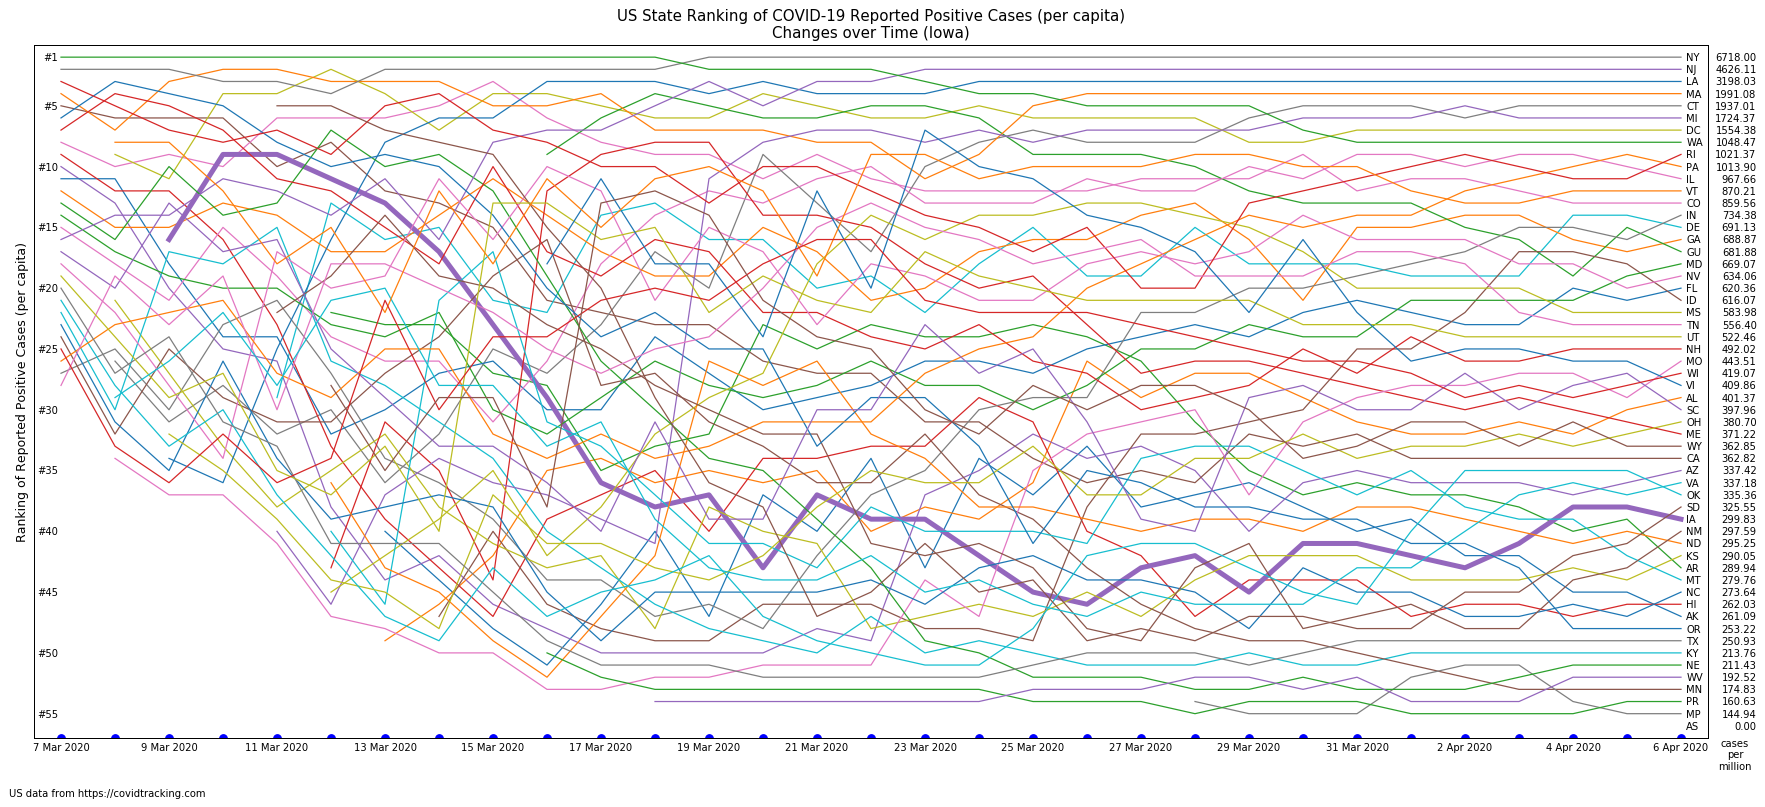 US State Ranking of COVID-19 Reported Positive Cases (per capita)
Changes over Time (Iowa)
Ranking of Reported Positive Cases (per capita)
#1
#5
#10
#15
#20
#25
#30
#35
#40
#45
#50
#55
NY 6718.00
NJ 4626.11
LA 3198.03
MA 1991.08
CT 1937.01
MI 1724.37
DC 1554.38
WA 1048.47
RI 1021.37
PA 1013.90
IL 967.66
VT 870.21
CO 859.56
IN 734.38
DE 691.13
GA 688.87
GU 681.88
MD 669.07
NV 634.06
FL 620.36
ID 616.07
MS 583.98
TN 556.40
UT 522.46
NH 492.02
MO 443.51
WI 419.07
VI 409.86
AL 401.37
SC 397.96
OH 380.70
ME 371.22
WY 362.85
CA 362.82
AZ 337.42
VA 337.18
OK 335.36
SD 325.55
IA 299.83
NM 297.59
ND 295.25
KS 290.05
AR 289.94
MT 279.76
NC 273.64
HI 262.03
AK 261.09
OR 253.22
TX 250.93
KY 213.76
NE 211.43
WV 192.52
MN 174.83
PR 160.63
MP 144.94
AS 0.00
7 Mar 2020 9 Mar 2020 11 Mar 2020 13 Mar 2020 15 Mar 2020 17 Mar 2020 19 Mar 2020 21 Mar 2020 23 Mar 2020 25 Mar 2020 27 Mar 2020 29 Mar 2020 31 Mar 2020 2 Apr 2020 4 Apr 2020 6 Apr 2020
cases
per
million
US data from https://covidtracking.com